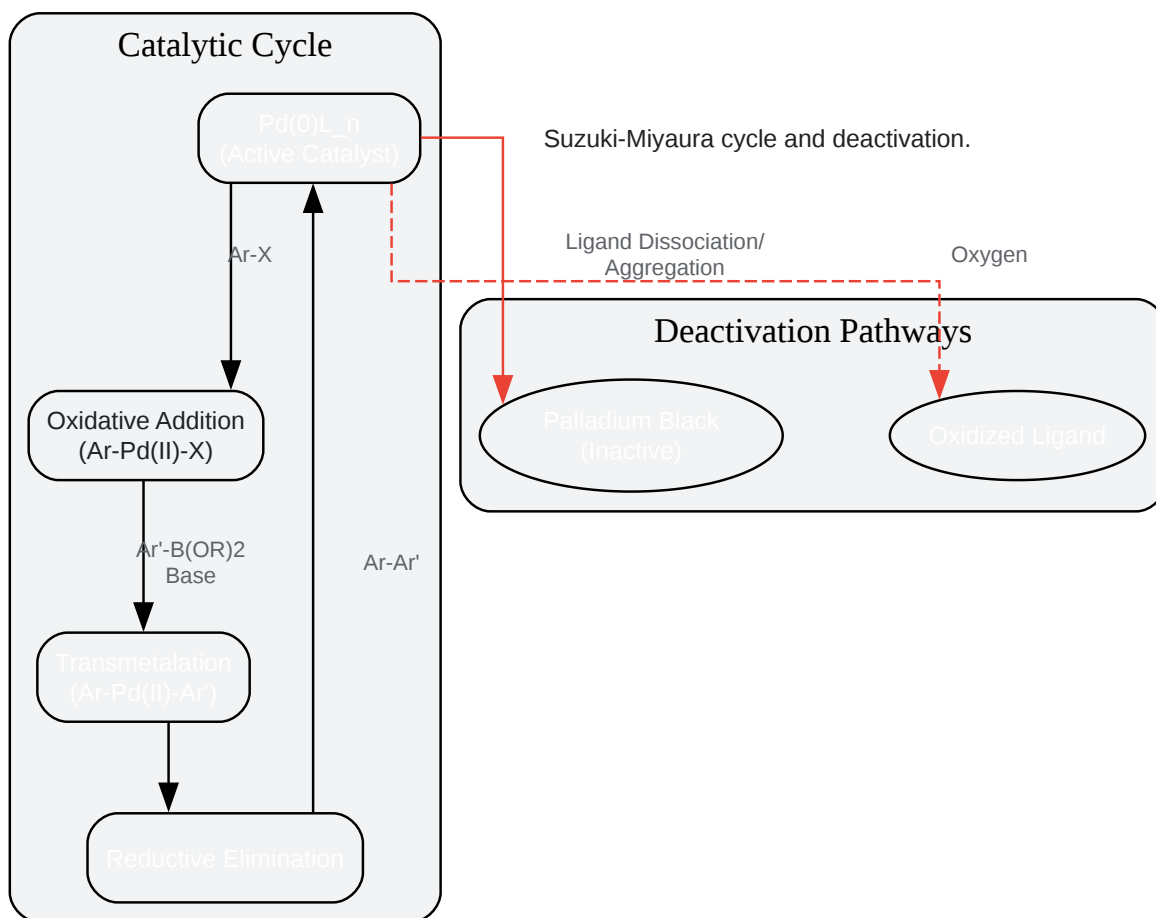 Catalytic Cycle
Pd(0)L_n
(Active Catalyst)
Suzuki-Miyaura cycle and deactivation.
Ar-X
Ligand Dissociation/
Aggregation
Oxygen
Deactivation Pathways
Oxidative Addition
(Ar-Pd(II)-X)
Palladium Black
(Inactive)
Oxidized Ligand
Ar'-B(OR)2
Base
Ar-Ar'
Transmetalation
(Ar-Pd(II)-Ar')
Reductive Elimination